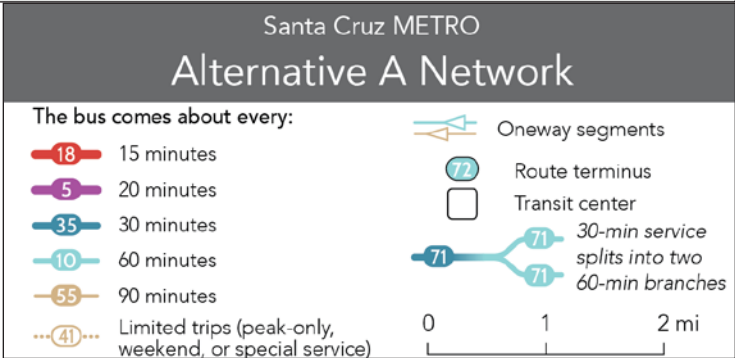 Santa Cruz METRO
Alternative A Network
The bus comes about every:
18 15 minutes
5 20 minutes
35 30 minutes
10 60 minutes
55 90 minutes
41 Limited trips (peak-only,
weekend, or special service)
Oneway segments
72 Route terminus
Transit center
71 71 30-min service
splits into two
71 60-min branches
0 1 2 mi